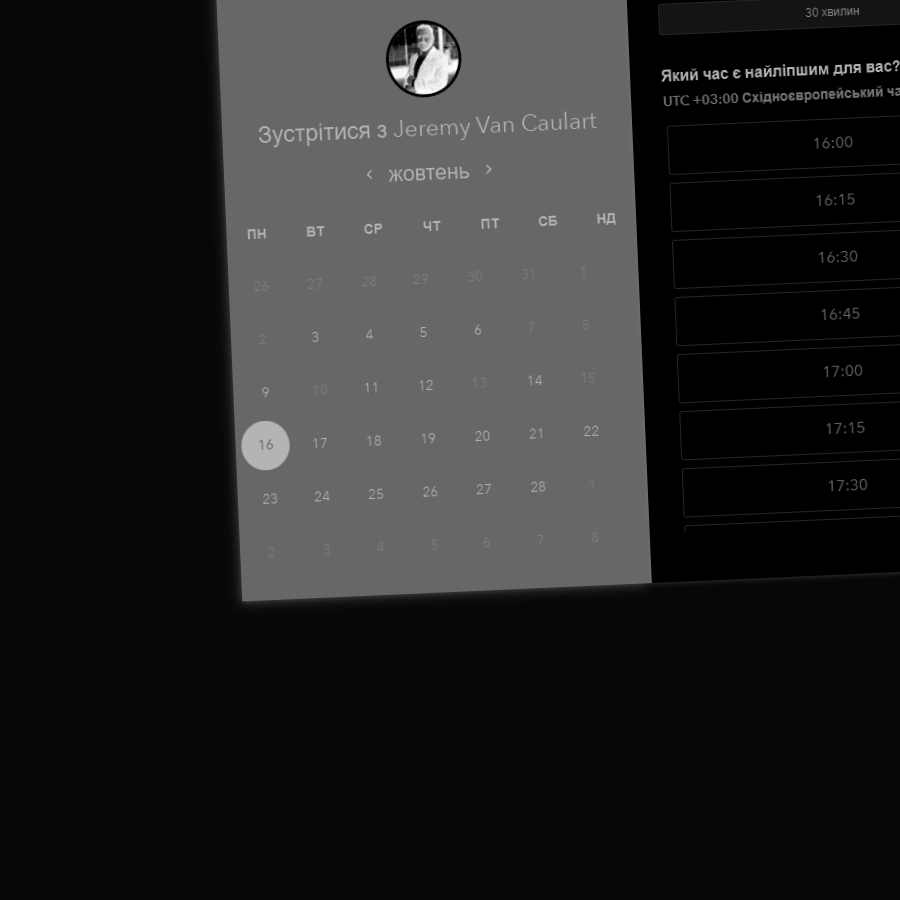 Зустрітися з Jeremy Van Caulart
‹ жовтень ›
ПН ВТ СР ЧТ ПТ СБ НД
26 27 28 29 30 31 1
2 3 4 5 6 7 8
9 10 11 12 13 14 15
16 17 18 19 20 21 22
23 24 25 26 27 28 1
2 3 4 5 6 7 8
30 хвилин
Який час є найліпшим для вас?
UTC +03:00 Східноєвропейський
16:00
16:15
16:30
16:45
17:00
17:15
17:30